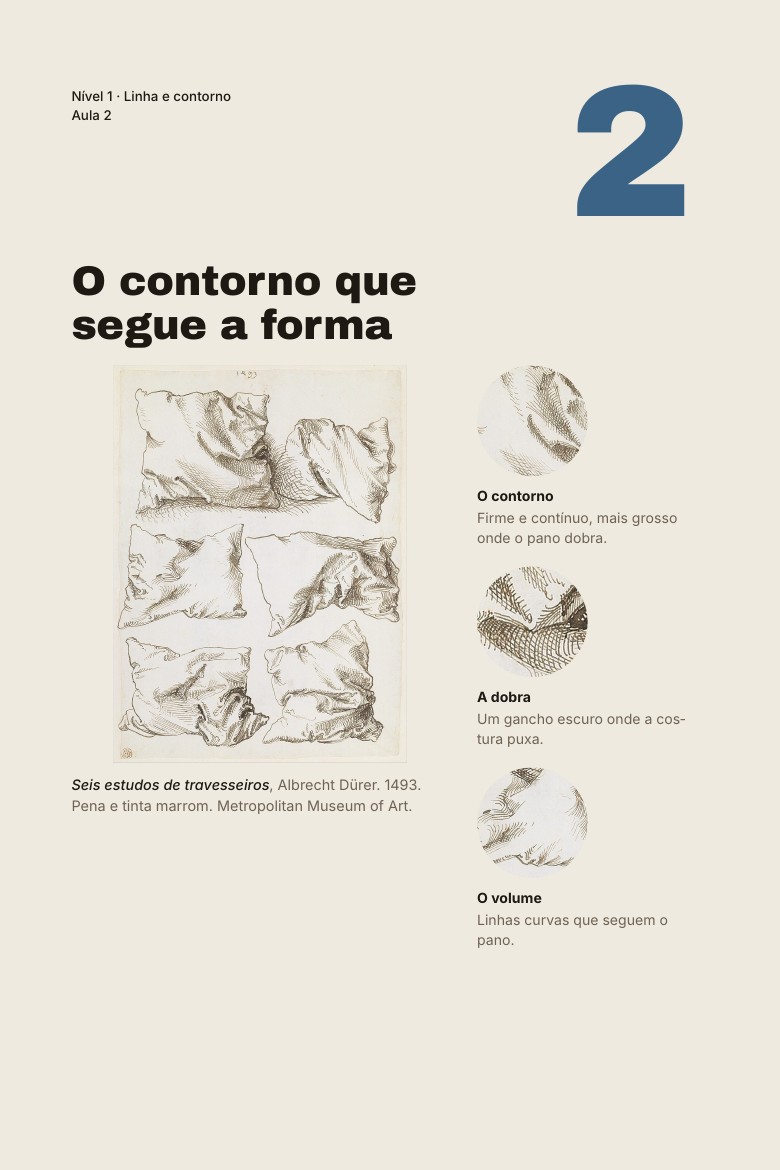 Nível 1 · Linha e contorno
Aula 2
2
O contorno que
segue a forma
1493
Seis estudos de travesseiros, Albrecht Dürer. 1493.
Pena e tinta marrom. Metropolitan Museum of Art.
O contorno
Firme e contínuo, mais grosso
onde o pano dobra.
A dobra
Um gancho escuro onde a cos-
tura puxa.
O volume
Linhas curvas que seguem o
pano.